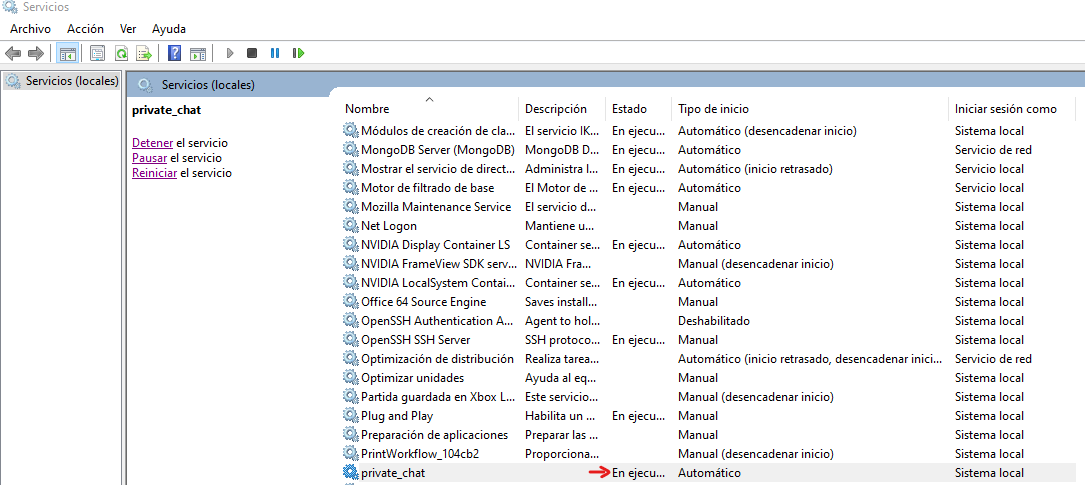 Servicios
Archivo Acción Ver Ayuda
Servicios (locales)
Servicios (locales)
private_chat
Detener el servicio
Pausar el servicio
Reiniciar el servicio
Nombre Descripción Estado Tipo de inicio Iniciar sesión como
Módulos de creación de cla... El servicio IK... En ejecu... Automático (desencadenar inicio) Sistema local
MongoDB Server (MongoDB) MongoDB D... En ejecu... Automático Servicio de red
Mostrar el servicio de direct... Administra l... En ejecu... Automático (inicio retrasado) Servicio local
Motor de filtrado de base El Motor de ... En ejecu... Automático Servicio local
Mozilla Maintenance Service El servicio d... Manual Sistema local
Net Logon Mantiene u... Manual Sistema local
NVIDIA Display Container LS Container se... En ejecu... Automático Sistema local
NVIDIA FrameView SDK serv... NVIDIA Fra... Manual (desencadenar inicio) Sistema local
NVIDIA LocalSystem Contai... Container se... En ejecu... Automático Sistema local
Office 64 Source Engine Saves install... Manual Sistema local
OpenSSH Authentication A... Agent to hol... Deshabilitado Sistema local
OpenSSH SSH Server SSH protoco... En ejecu... Manual Sistema local
Optimización de distribución Realiza tarea... Automático (inicio retrasado, desencadenar inici... Servicio de red
Optimizar unidades Ayuda al eq... Manual Sistema local
Partida guardada en Xbox L... Este servicio... Manual (desencadenar inicio) Sistema local
Plug and Play Habilita un ... En ejecu... Manual Sistema local
Preparación de aplicaciones Preparar las ... Manual Sistema local
PrintWorkflow_104cb2 Proporciona... Manual (desencadenar inicio) Sistema local
private_chat En ejecu... Automático Sistema local